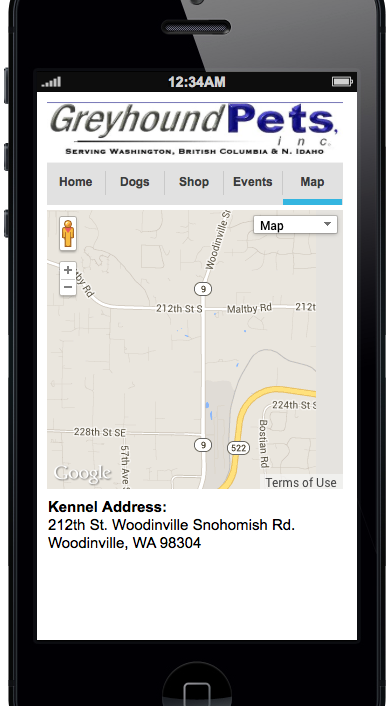 12:34AM
Greyhound Pets,
inc.
Serving Washington, British Columbia & N. Idaho
Home Dogs Shop Events Map
Map
Woodinville S
9
+
−
tby Rd
212th St S Maltby Rd 212t
224th St S
228th St SE
57th Ave S
9
522
Bostian Rd
Google
Terms of Use
Kennel Address:
212th St. Woodinville Snohomish Rd.
Woodinville, WA 98304